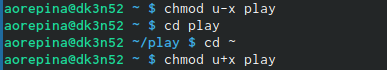 aorepina@dk3n52 ~ $ chmod u-x play
aorepina@dk3n52 ~ $ cd play
aorepina@dk3n52 ~/play $ cd ~
aorepina@dk3n52 ~ $ chmod u+x play